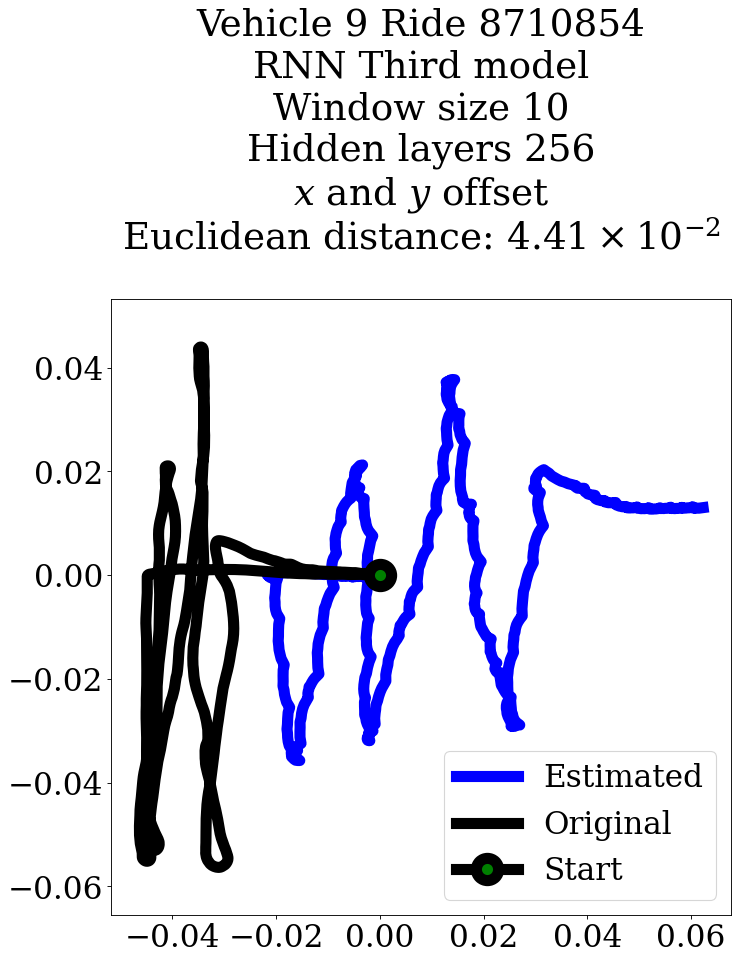 Vehicle 9 Ride 8710854
RNN Third model
Window size 10
Hidden layers 256
x and y offset
Euclidean distance: 4.41 × 10⁻²
0.04
0.02
0.00
−0.02
−0.04
−0.06
Estimated
Original
Start
−0.04 −0.02 0.00 0.02 0.04 0.06